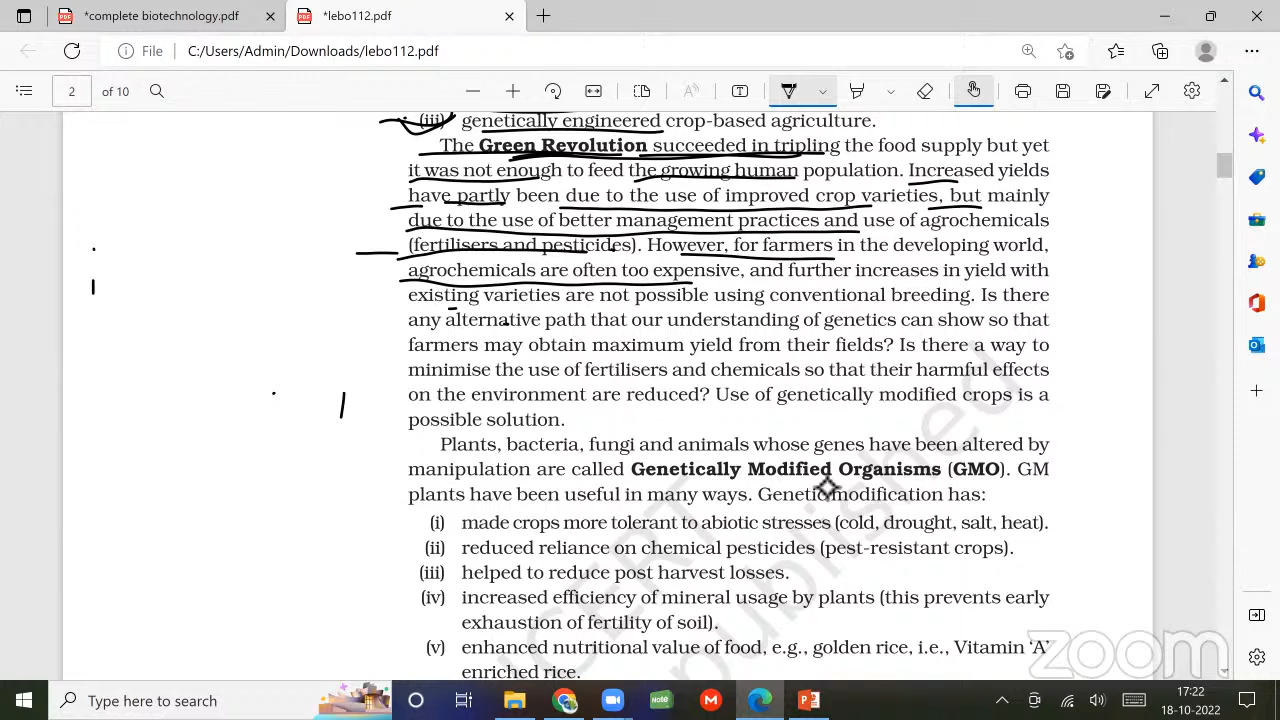 *complete biotechnology.pdf
*lebo112.pdf
File C:/Users/Admin/Downloads/lebo112.pdf
2 of 10
(iii) genetically engineered crop-based agriculture.
The Green Revolution succeeded in tripling the food supply but yet
it was not enough to feed the growing human population. Increased yields
have partly been due to the use of improved crop varieties, but mainly
due to the use of better management practices and use of agrochemicals
(fertilisers and pesticides). However, for farmers in the developing world,
agrochemicals are often too expensive, and further increases in yield with
existing varieties are not possible using conventional breeding. Is there
any alternative path that our understanding of genetics can show so that
farmers may obtain maximum yield from their fields? Is there a way to
minimise the use of fertilisers and chemicals so that their harmful effects
on the environment are reduced? Use of genetically modified crops is a
possible solution.
Plants, bacteria, fungi and animals whose genes have been altered by
manipulation are called Genetically Modified Organisms (GMO). GM
plants have been useful in many ways. Genetic modification has:
(i) made crops more tolerant to abiotic stresses (cold, drought, salt, heat).
(ii) reduced reliance on chemical pesticides (pest-resistant crops).
(iii) helped to reduce post harvest losses.
(iv) increased efficiency of mineral usage by plants (this prevents early
exhaustion of fertility of soil).
(v) enhanced nutritional value of food, e.g., golden rice, i.e., Vitamin ‘A’
enriched rice.
zoom
Type here to search
17:22
18-10-2022